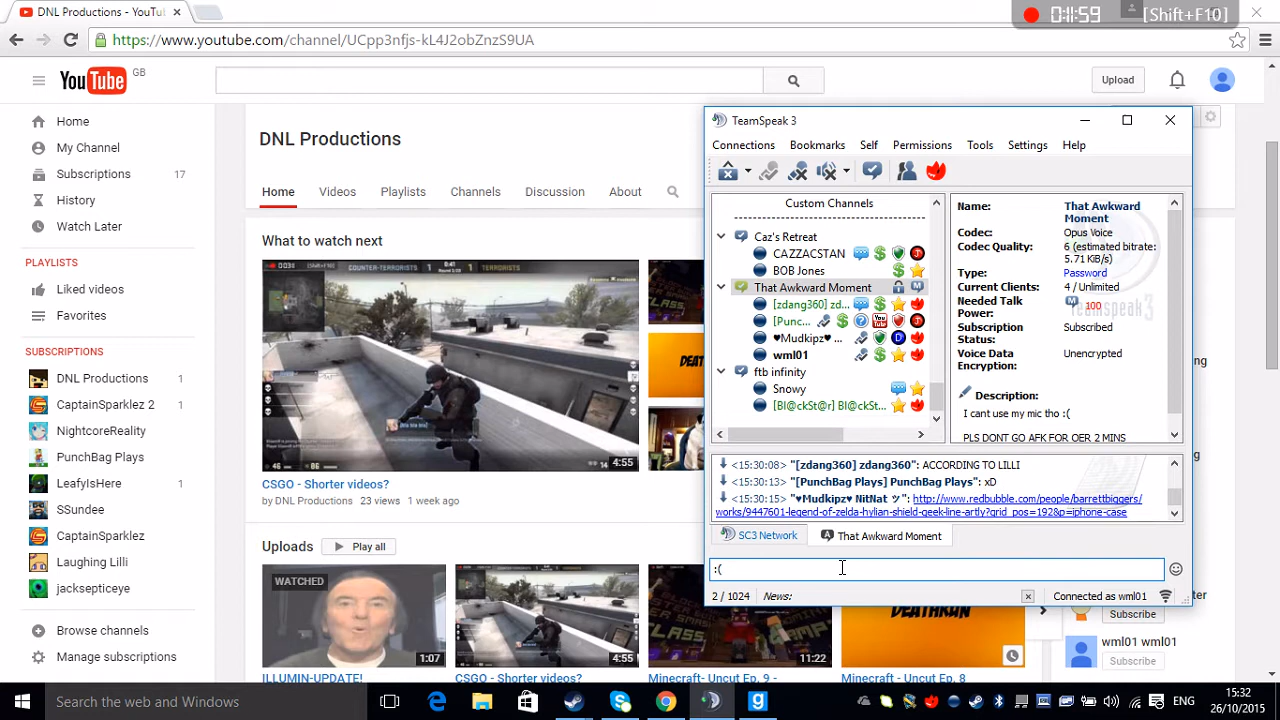 DNL Productions - YouTu
11:59
[Shift+F10]
https://www.youtube.com/channel/UCpp3nfjs-kL4J2obZnzS9UA
YouTube GB
Upload
Home
My Channel
Subscriptions 17
History
Watch Later
PLAYLISTS
Liked videos
Favorites
SUBSCRIPTIONS
DNL Productions 1
CaptainSparklez 2 1
NightcoreReality
PunchBag Plays
LeafyIsHere
SSundee
CaptainSparklez
Laughing Lilli
jacksepticeye
Browse channels
Manage subscriptions
DNL Productions
Home Videos Playlists Channels Discussion About
What to watch next
COUNTER-TERRORISTS 1 1 TERRORISTS
4:55
CSGO - Shorter videos?
by DNL Productions 23 views 1 week ago
Uploads Play all
WATCHED
1:07
4:55
11:22
DEATHRUN
ILLUMIN-UPDATE!
CSGO - Shorter videos?
Minecraft - Uncut Ep. 9 -
Minecraft - Uncut Ep. 8
Subscribe
wml01 wml01
Subscribe
TeamSpeak 3
Connections Bookmarks Self Permissions Tools Settings Help
Custom Channels
Caz's Retreat
CAZZACSTAN
BOB Jones
That Awkward Moment
[zdang360] zd...
[Punc...
♥Mudkipz♥ ...
wml01
ftb infinity
Snowy
[Bl@ckSt@r] Bl@ckSt...
Name: That Awkward
Moment
Codec: Opus Voice
Codec Quality: 6 (estimated bitrate:
5.71 KiB/s)
Type: Password
Current Clients: 4 / Unlimited
Needed Talk
Power: 100
Subscription
Status: Subscribed
Voice Data
Encryption: Unencrypted
Description:
I cant use my mic tho :(
PLS DONT GO AFK FOR OER 2 MINS
<15:30:08> "[zdang360] zdang360": ACCORDING TO LILLI
<15:30:13> "[PunchBag Plays] PunchBag Plays": xD
<15:30:15> "♥Mudkipz♥ NitNat ツ": http://www.redbubble.com/people/barrettbiggers/
works/9447601-legend-of-zelda-hylian-shield-geek-line-artly?grid_pos=192&p=iphone-case
SC3 Network
That Awkward Moment
:(
2 / 1024 News:
Connected as wml01
Search the web and Windows
ENG
15:32
26/10/2015